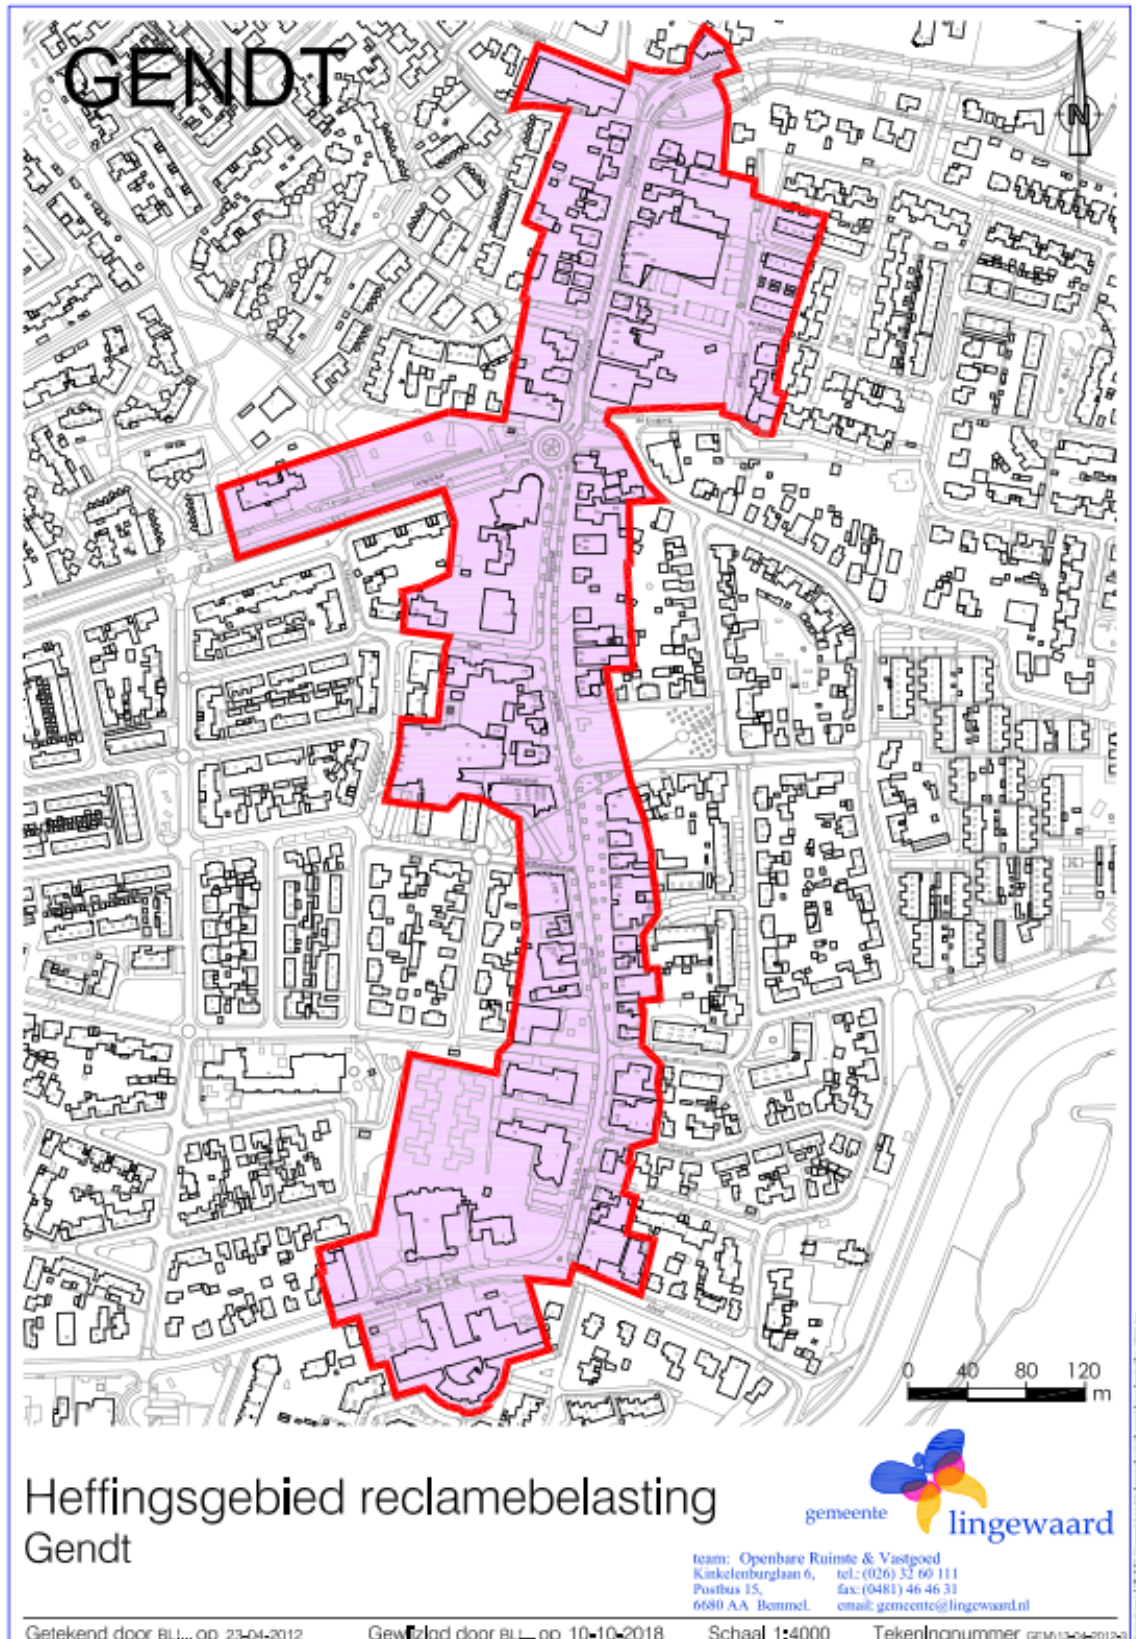 GENDT
N
0 40 80 120
m
Heffingsgebied reclamebelasting
Gendt
gemeente
lingewaard
team: Openbare Ruimte & Vastgoed
Kinkelenburglaan 6, tel.: (026) 32 60 111
Postbus 15, fax: (0481) 46 46 31
6680 AA Bemmel. email: gemeente@lingewaard.nl
Getekend door BLI... op 23-04-2012 Gewijzigd door BLI... op 10-10-2018 Schaal 1:4000 Tekeningnummer